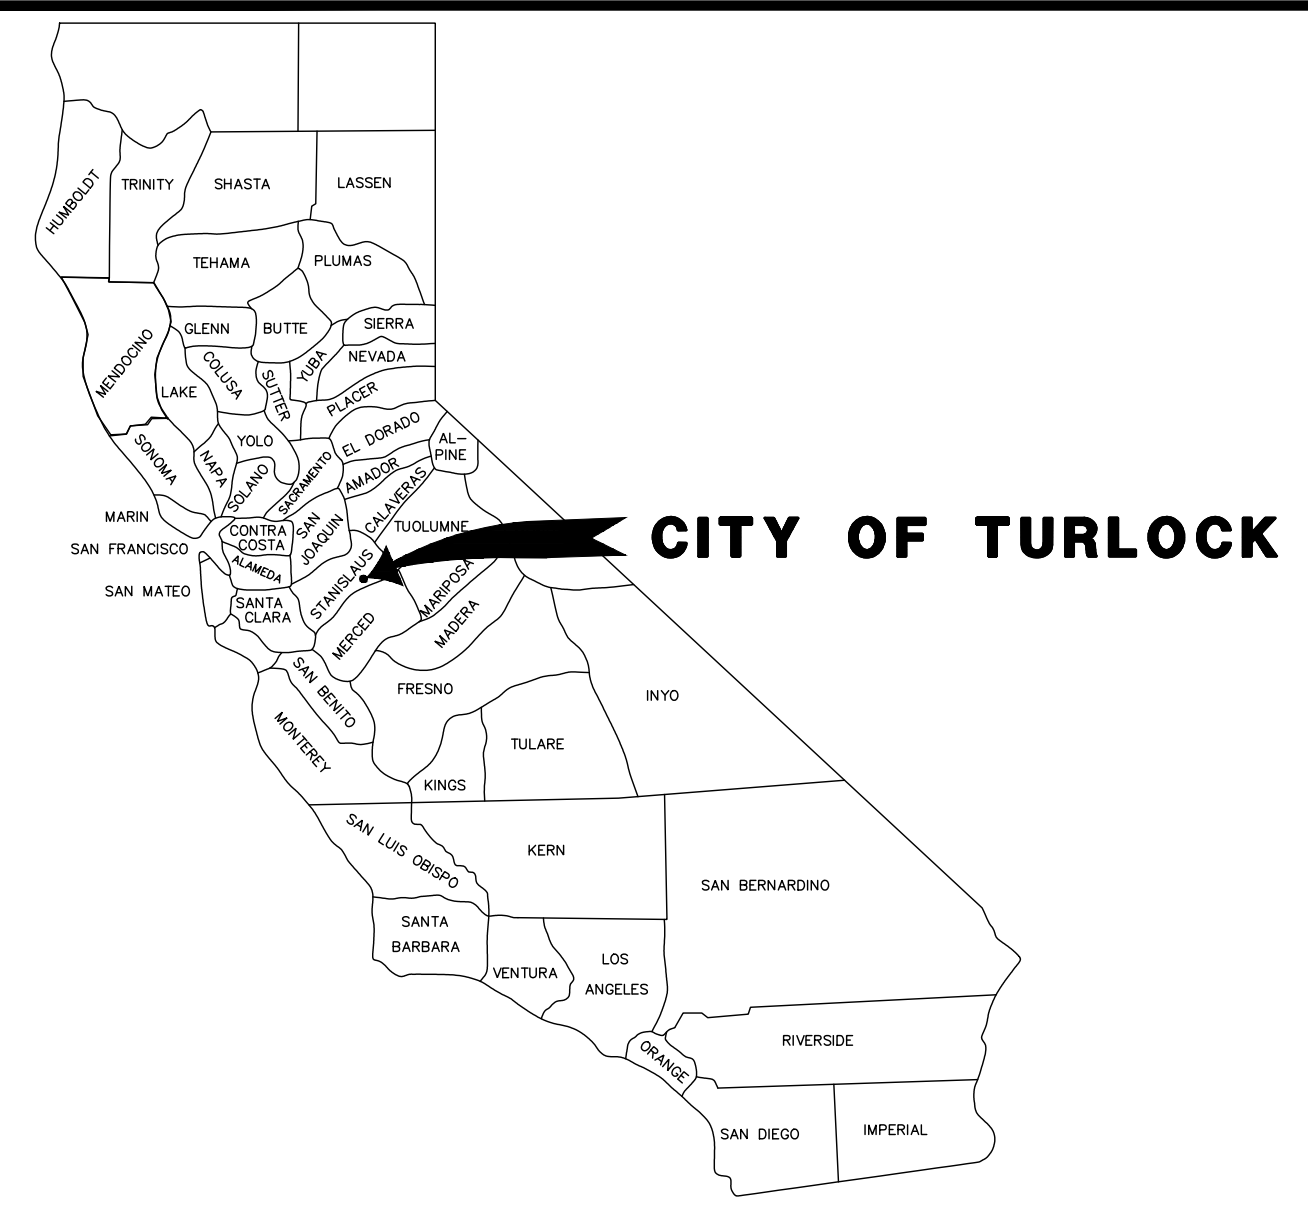 HUMBOLDT
TRINITY
SHASTA
LASSEN
TEHAMA
PLUMAS
MENDOCINO
GLENN
BUTTE
SIERRA
COLUSA
SUTTER
YUBA
NEVADA
LAKE
PLACER
SONOMA
NAPA
YOLO
EL DORADO
AL-
PINE
SOLANO
SACRAMENTO
AMADOR
CALAVERAS
MARIN
CONTRA
COSTA
SAN
JOAQUIN
TUOLUMNE
CITY OF TURLOCK
SAN FRANCISCO
ALAMEDA
STANISLAUS
MARIPOSA
SAN MATEO
SANTA
CLARA
MERCED
MADERA
SAN BENITO
FRESNO
INYO
MONTEREY
TULARE
KINGS
SAN LUIS OBISPO
KERN
SAN BERNARDINO
SANTA
BARBARA
VENTURA
LOS
ANGELES
ORANGE
RIVERSIDE
SAN DIEGO
IMPERIAL